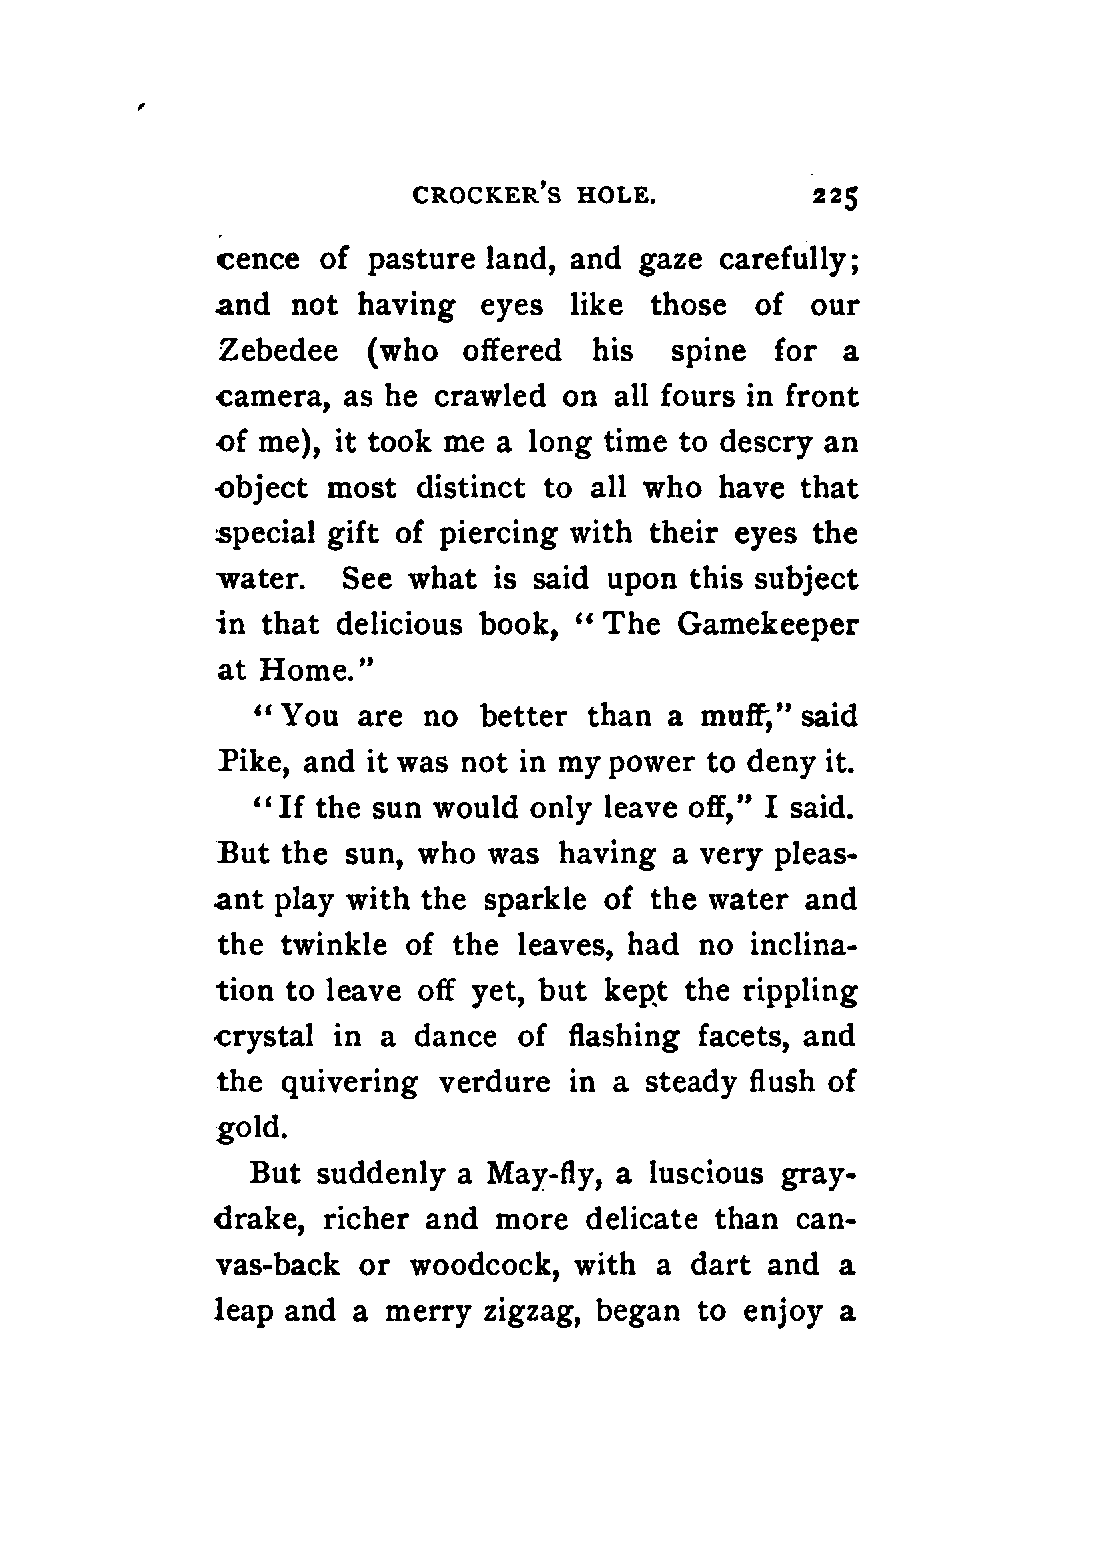 CROCKER'S HOLE. 225
cence of pasture land, and gaze carefully;
and not having eyes like those of our
Zebedee (who offered his spine for a
camera, as he crawled on all fours in front
of me), it took me a long time to descry an
object most distinct to all who have that
special gift of piercing with their eyes the
water. See what is said upon this subject
in that delicious book, “The Gamekeeper
at Home.”
“You are no better than a muff,” said
Pike, and it was not in my power to deny it.
“If the sun would only leave off,” I said.
But the sun, who was having a very pleas-
ant play with the sparkle of the water and
the twinkle of the leaves, had no inclina-
tion to leave off yet, but kept the rippling
crystal in a dance of flashing facets, and
the quivering verdure in a steady flush of
gold.
But suddenly a May-fly, a luscious gray-
drake, richer and more delicate than can-
vas-back or woodcock, with a dart and a
leap and a merry zigzag, began to enjoy a